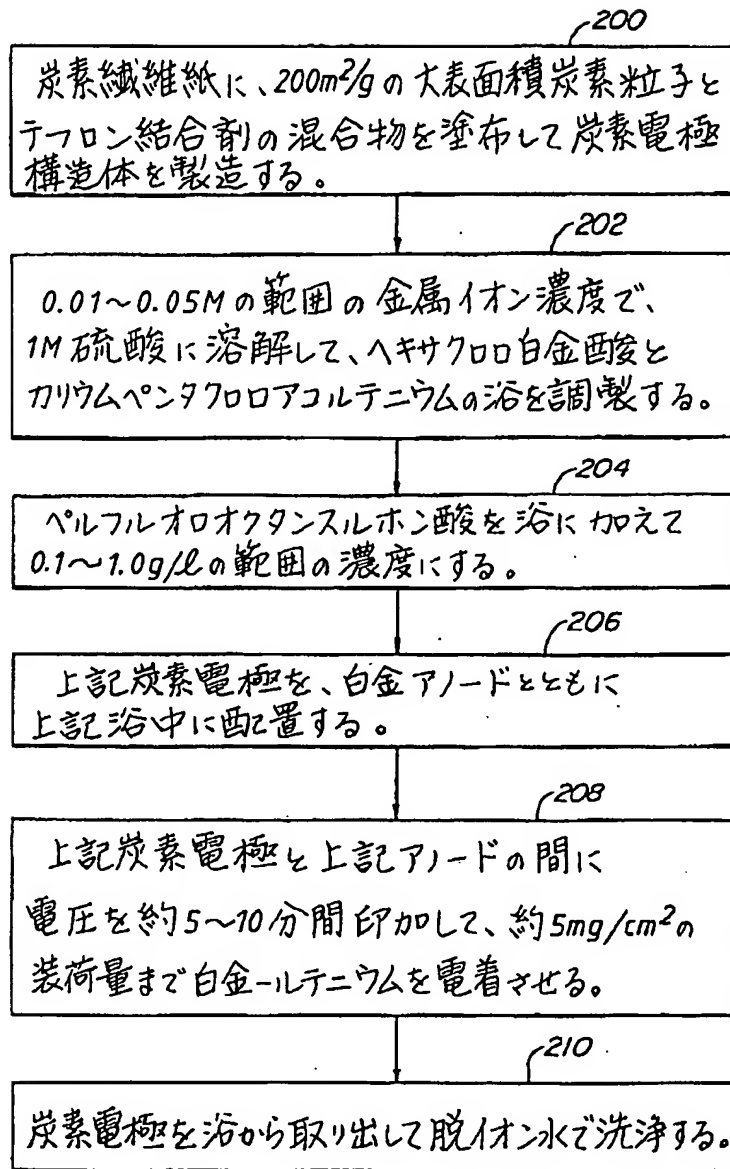 200
炭素繊維紙に、200m²/gの大表面積炭素粒子と
テフロン結合剤の混合物を塗布して炭素電極
構造体を製造する。
202
0.01~0.05Mの範囲の金属イオン濃度で、
1M硫酸に溶解して、ヘキサクロロ白金酸と
カリウムペンタクロロアコルテニウムの浴を調製する。
204
ペルフルオロオクタンスルホン酸を浴に加えて
0.1~1.0g/ℓの範囲の濃度にする。
206
上記炭素電極を、白金アノードとともに
上記浴中に配置する。
208
上記炭素電極と上記アノードの間に
電圧を約5~10分間印加して、約5mg/cm²の
装荷量まで白金-ルテニウムを電着させる。
210
炭素電極を浴から取り出して脱イオン水で洗浄する。